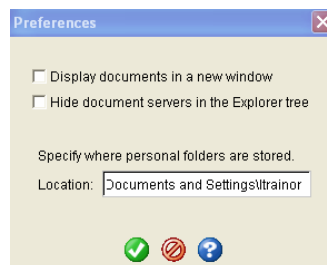 Preferences
Display documents in a new window
Hide document servers in the Explorer tree
Specify where personal folders are stored.
Location: Documents and Settings\ltrainor